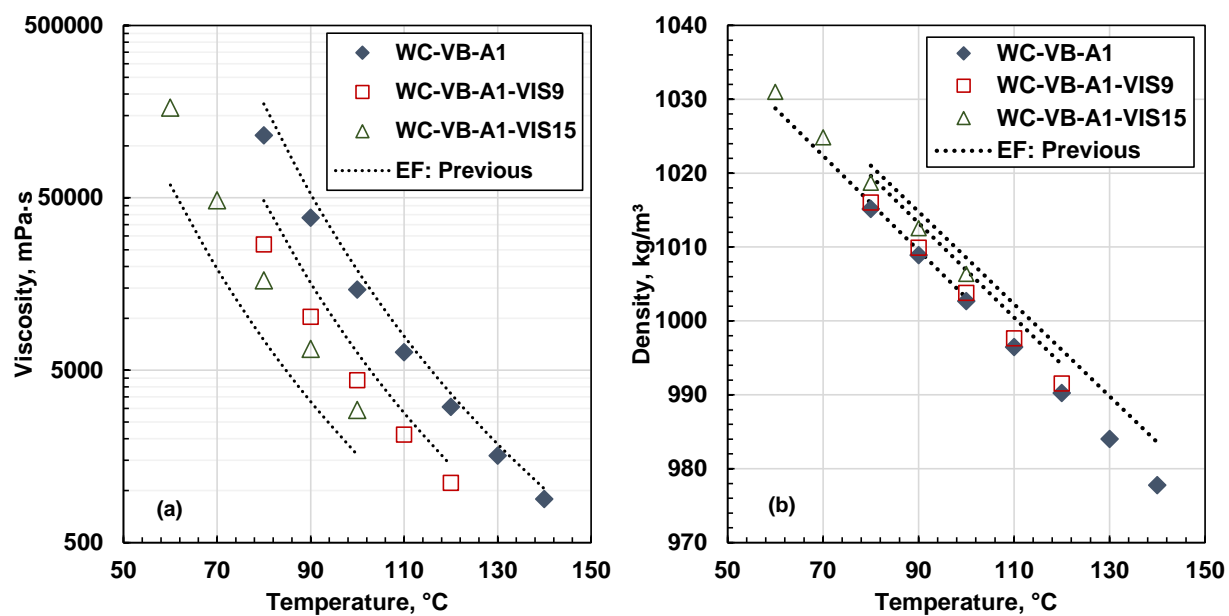 500000
50000
5000
500
Viscosity, mPa·s
WC-VB-A1
WC-VB-A1-VIS9
WC-VB-A1-VIS15
EF: Previous
(a)
50 70 90 110 130 150
Temperature, °C
1040
1030
1020
1010
1000
990
980
970
Density, kg/m³
WC-VB-A1
WC-VB-A1-VIS9
WC-VB-A1-VIS15
EF: Previous
(b)
50 70 90 110 130 150
Temperature, °C